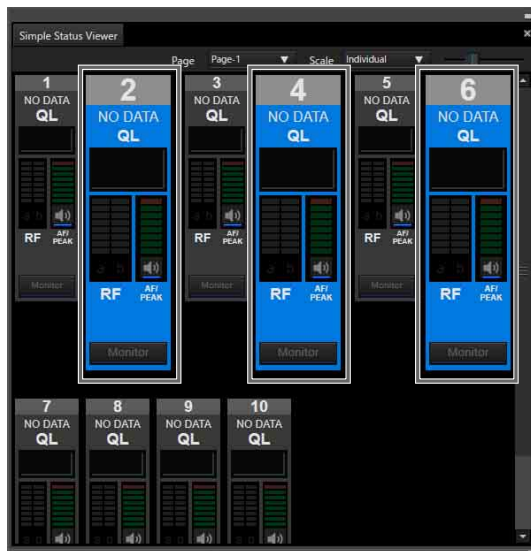 Simple Status Viewer
Page Page-1 Scale Individual
1 2 3 4 5 6
NO DATA NO DATA NO DATA NO DATA NO DATA NO DATA
QL QL QL QL QL QL
a b a b a b a b a b a b
RF AF/PEAK RF AF/PEAK RF AF/PEAK RF AF/PEAK RF AF/PEAK RF AF/PEAK
Monitor Monitor Monitor Monitor Monitor Monitor
7 8 9 10
NO DATA NO DATA NO DATA NO DATA
QL QL QL QL